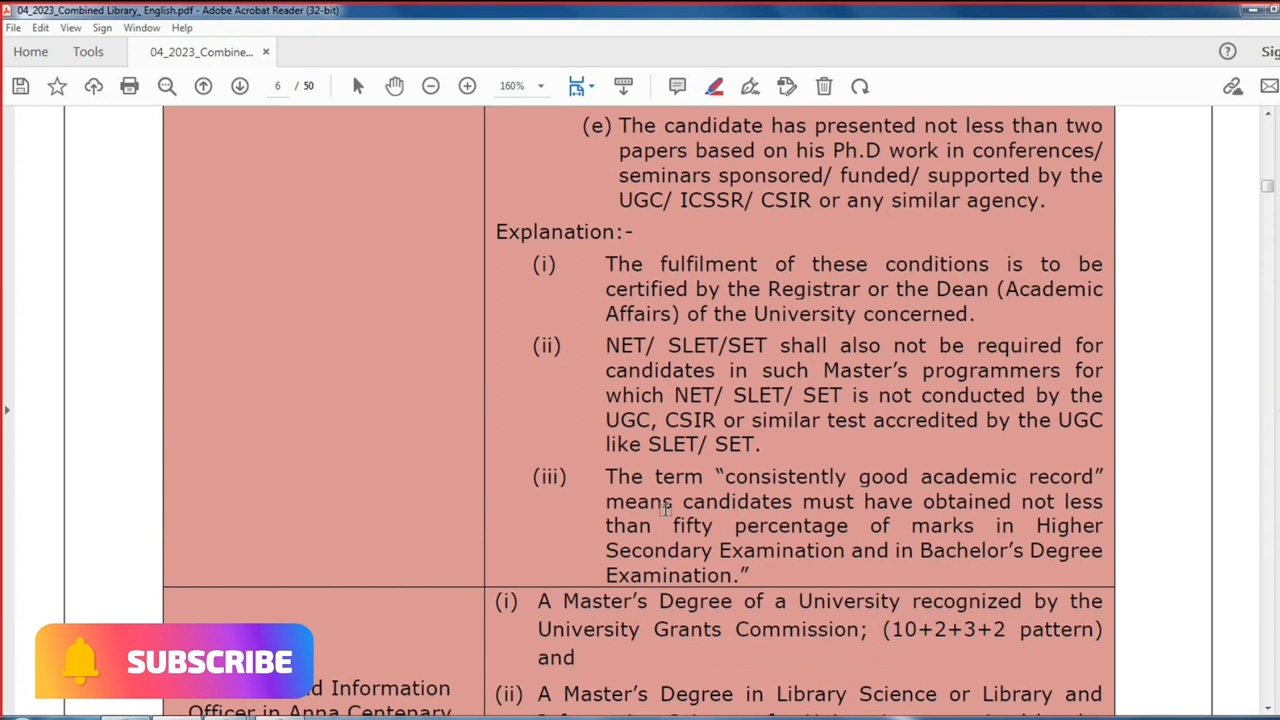 04_2023_Combined Library_ English.pdf - Adobe Acrobat Reader (32-bit)
File Edit View Sign Window Help
Home Tools 04_2023_Combine... × Sig
6 / 50 160%
(e) The candidate has presented not less than two
papers based on his Ph.D work in conferences/
seminars sponsored/ funded/ supported by the
UGC/ ICSSR/ CSIR or any similar agency.
Explanation:-
(i) The fulfilment of these conditions is to be
certified by the Registrar or the Dean (Academic
Affairs) of the University concerned.
(ii) NET/ SLET/SET shall also not be required for
candidates in such Master’s programmers for
which NET/ SLET/ SET is not conducted by the
UGC, CSIR or similar test accredited by the UGC
like SLET/ SET.
(iii) The term “consistently good academic record”
means candidates must have obtained not less
than fifty percentage of marks in Higher
Secondary Examination and in Bachelor’s Degree
Examination.”
(i) A Master’s Degree of a University recognized by the
University Grants Commission; (10+2+3+2 pattern)
and
(ii) A Master’s Degree in Library Science or Library and
SUBSCRIBE
Information
Officer in Anna Centenary